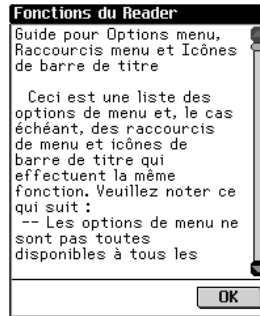 Fonctions du Reader
Guide pour Options menu,
Raccourcis menu et Icônes
de barre de titre
Ceci est une liste des
options de menu et, le cas
échéant, des raccourcis
de menu et icônes de
barre de titre qui
effectuent la même
fonction. Veuillez noter ce
qui suit :
-- Les options de menu ne
sont pas toutes
disponibles à tous les
OK